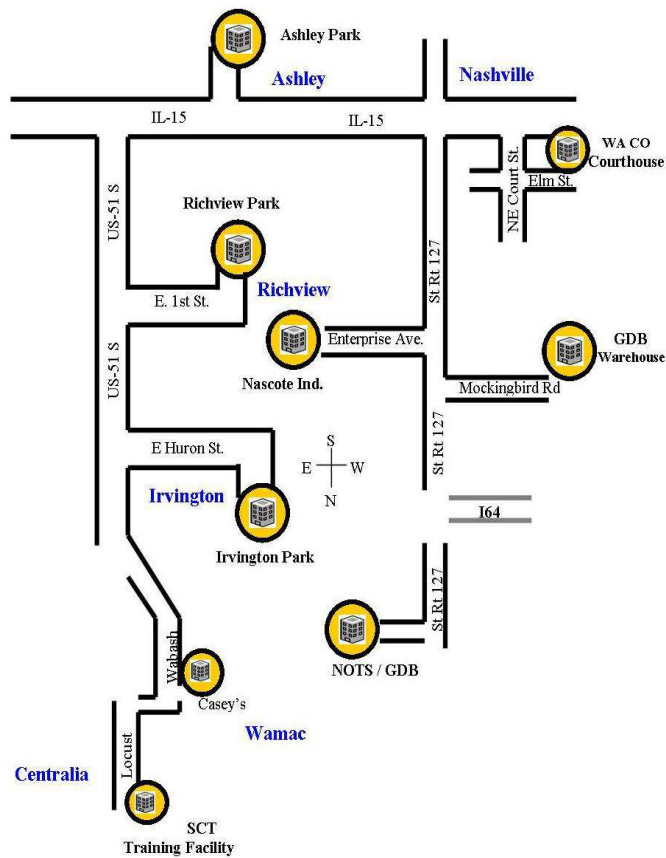 Ashley Park
Ashley
Nashville
IL-15
IL-15
WA CO
Courthouse
Elm St.
NE Court St.
US-51 S
Richview Park
St Rt 127
E. 1st St.
Richview
Enterprise Ave.
GDB
Warehouse
Nascote Ind.
Mockingbird Rd
US-51 S
E Huron St.
S
E W
N
St Rt 127
Irvington
I64
Irvington Park
St Rt 127
NOTS / GDB
Wabash
Casey's
Wamac
Centralia
Locust
SCT
Training Facility